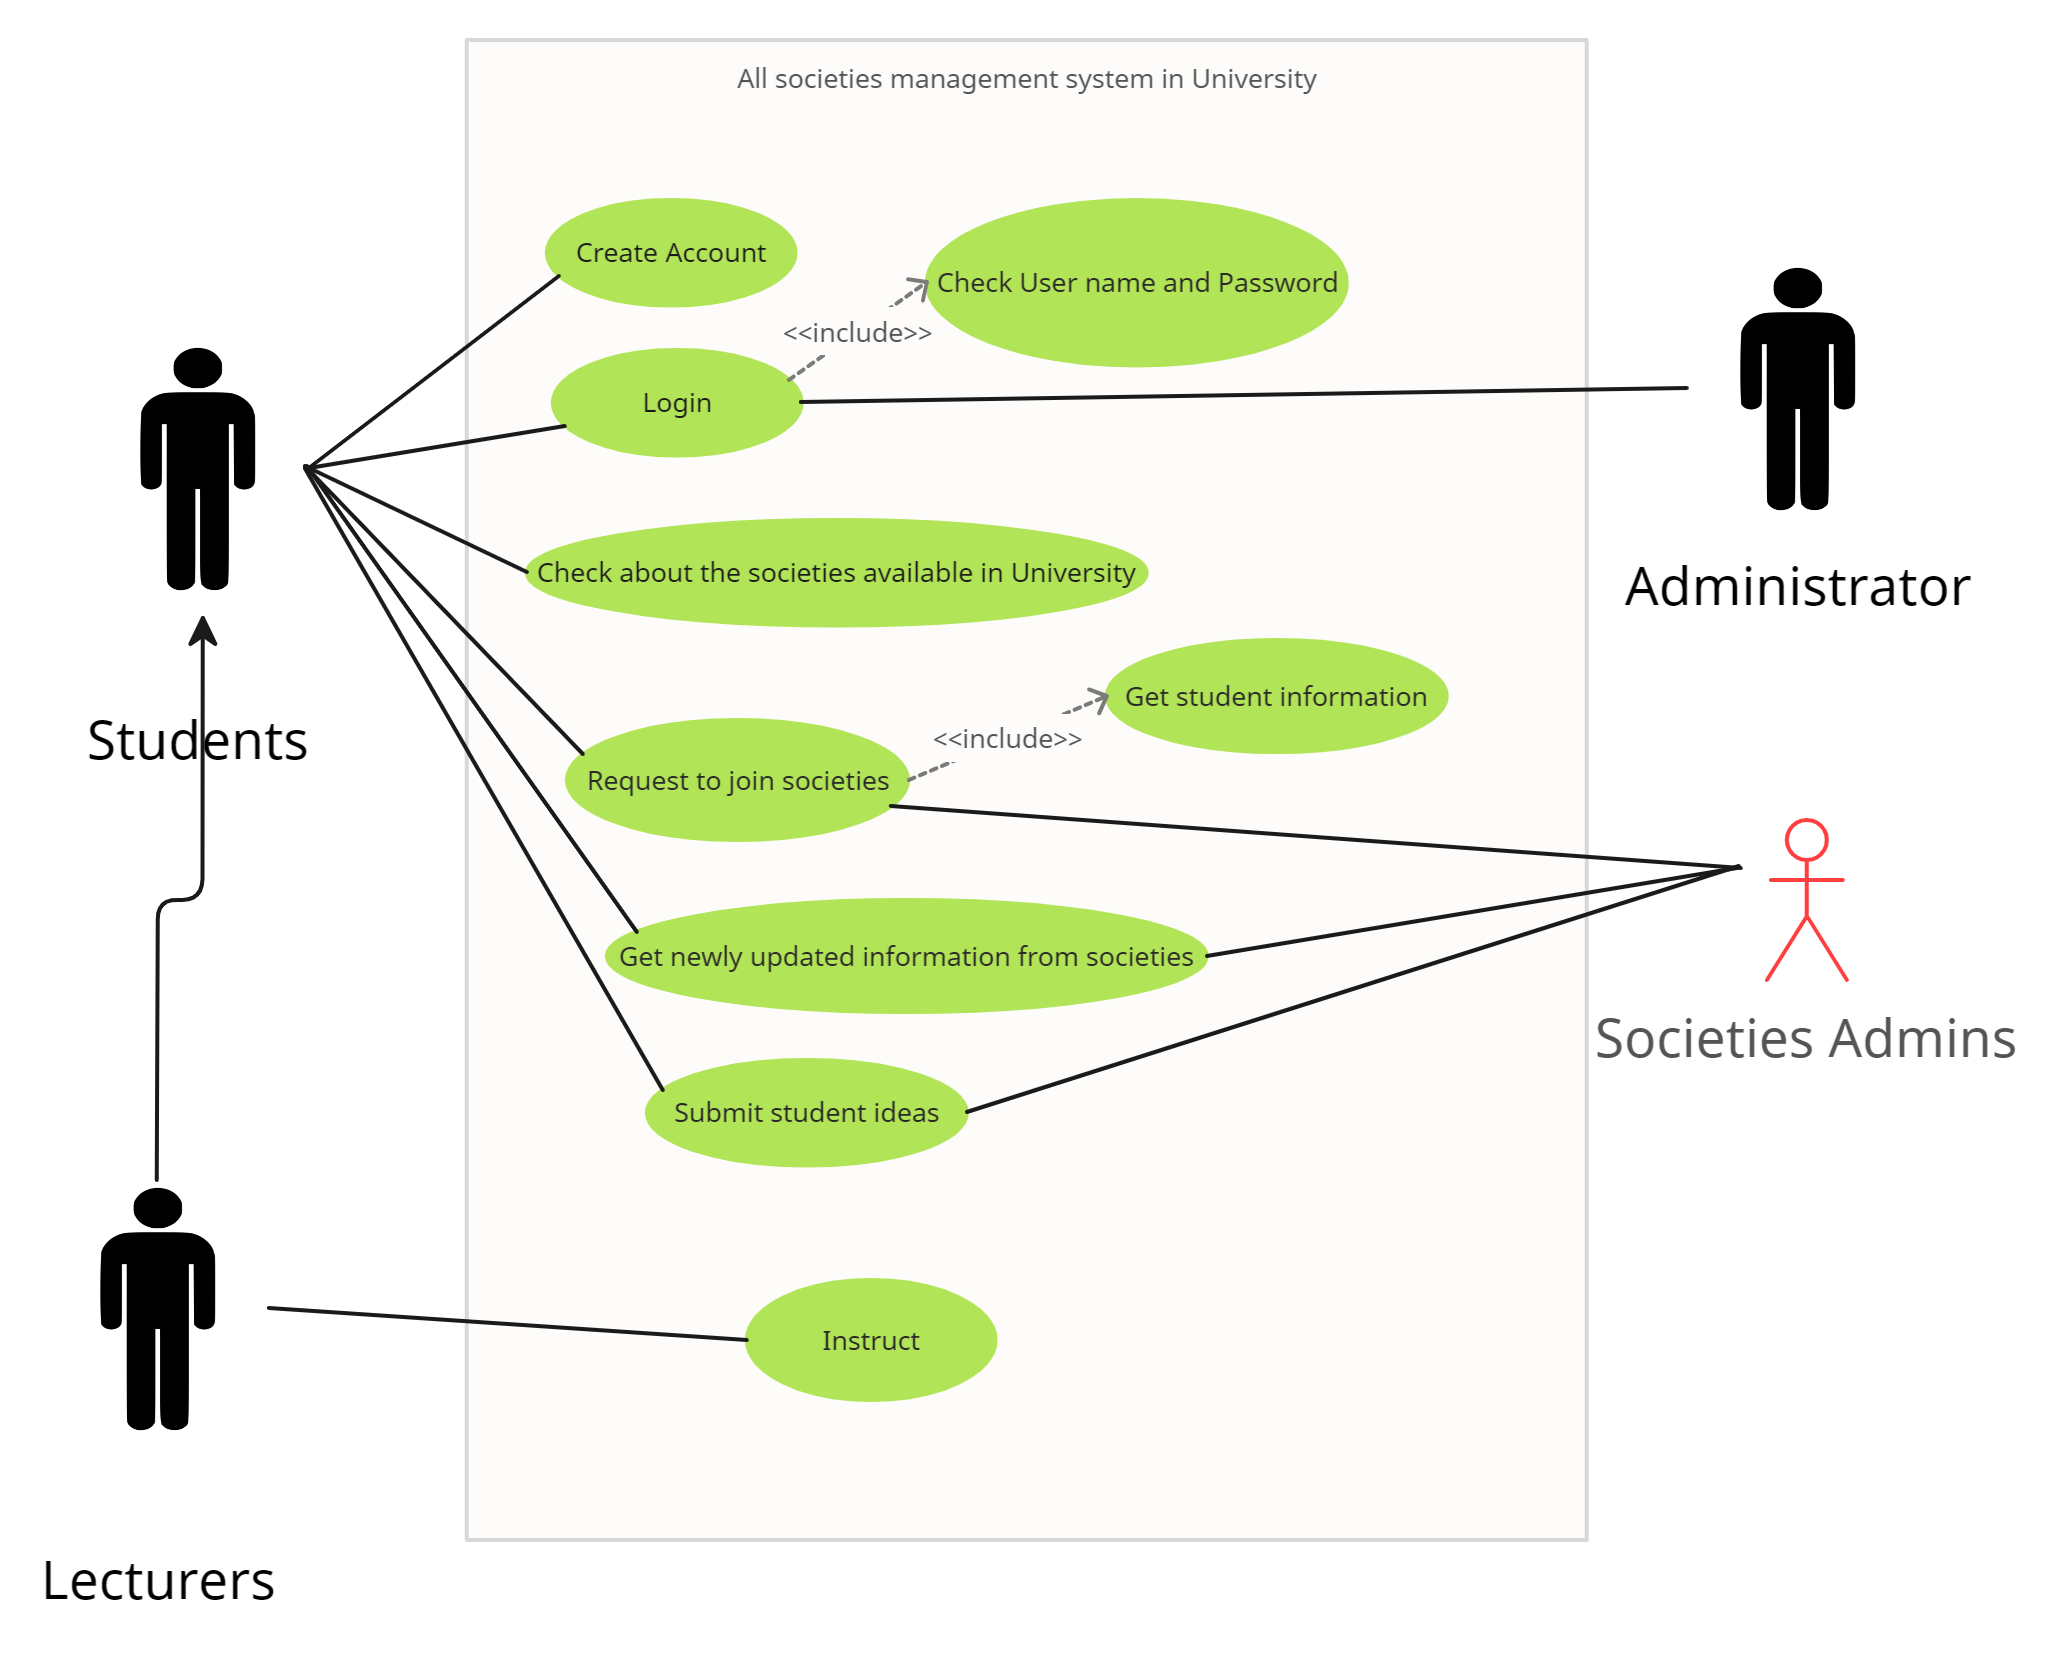 All societies management system in University
Create Account
Check User name and Password
<<include>>
Login
Check about the societies available in University
Administrator
Get student information
Students
<<include>>
Request to join societies
Get newly updated information from societies
Societies Admins
Submit student ideas
Instruct
Lecturers